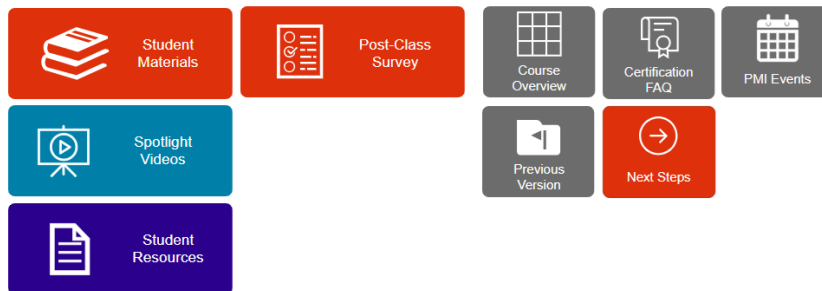 Student
Materials
Post-Class
Survey
Course
Overview
Certification
FAQ
PMI Events
Spotlight
Videos
Previous
Version
Next Steps
Student
Resources